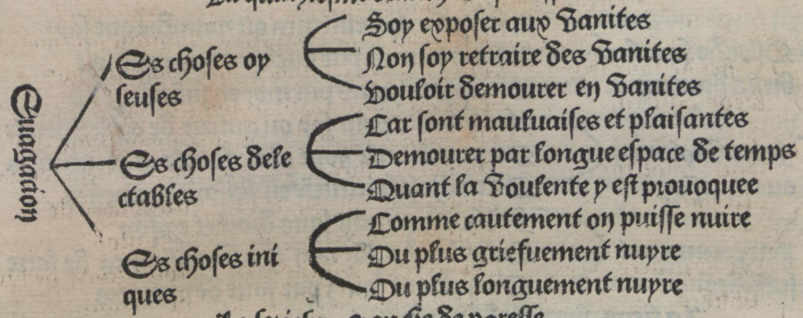 Soy exposer aux Vanites
Non soy retraire des Vanites
Vouloir demourer en Vanites
Es choses oy
seuses
Car sont mauluaises et plaisantes
Demourer par longue espace de temps
Quant la Voulente y est prouoquee
Es choses dele
ctables
Comme cautement on puisse nuire
Ou plus griefuement nuyre
Ou plus longuement nuyre
Es choses ini
ques
Euagacion